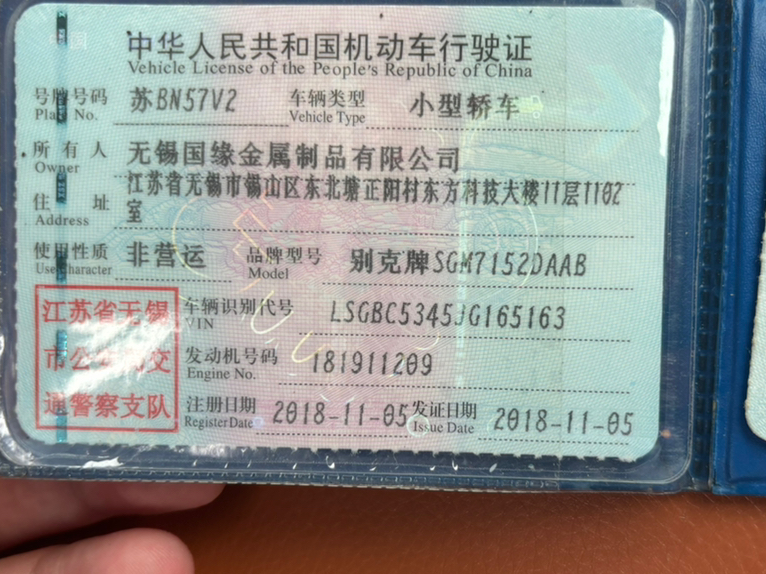 中华人民共和国机动车行驶证
Vehicle License of the People's Republic of China
号牌号码 苏BN57V2 车辆类型 小型轿车
Plate No. Vehicle Type
所有人 无锡国缘金属制品有限公司
Owner
住址 江苏省无锡市锡山区东北塘正阳村东方科技大楼11层1102
Address 室
使用性质 非营运 品牌型号 别克牌SGM7152DAAB
Use Character Model
江苏省无锡 车辆识别代号 LSGBC5345JG165163
VIN
市公安局交 发动机号码 181911209
Engine No.
通警察支队 注册日期 2018-11-05 发证日期 2018-11-05
Register Date Issue Date